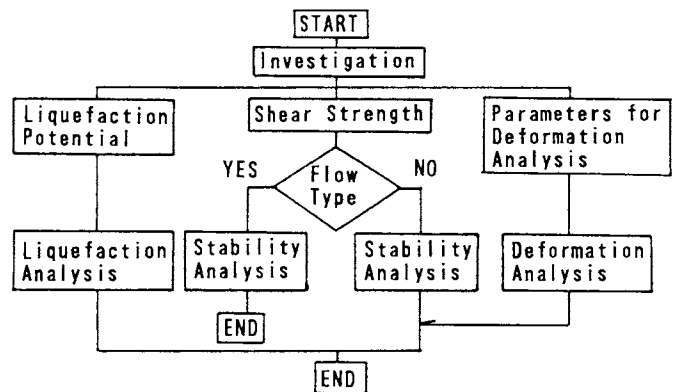 START
Investigation
Liquefaction
Potential
Shear Strength
Parameters for
Deformation
Analysis
YES
Flow
Type
NO
Liquefaction
Analysis
Stability
Analysis
Stability
Analysis
Deformation
Analysis
END
END